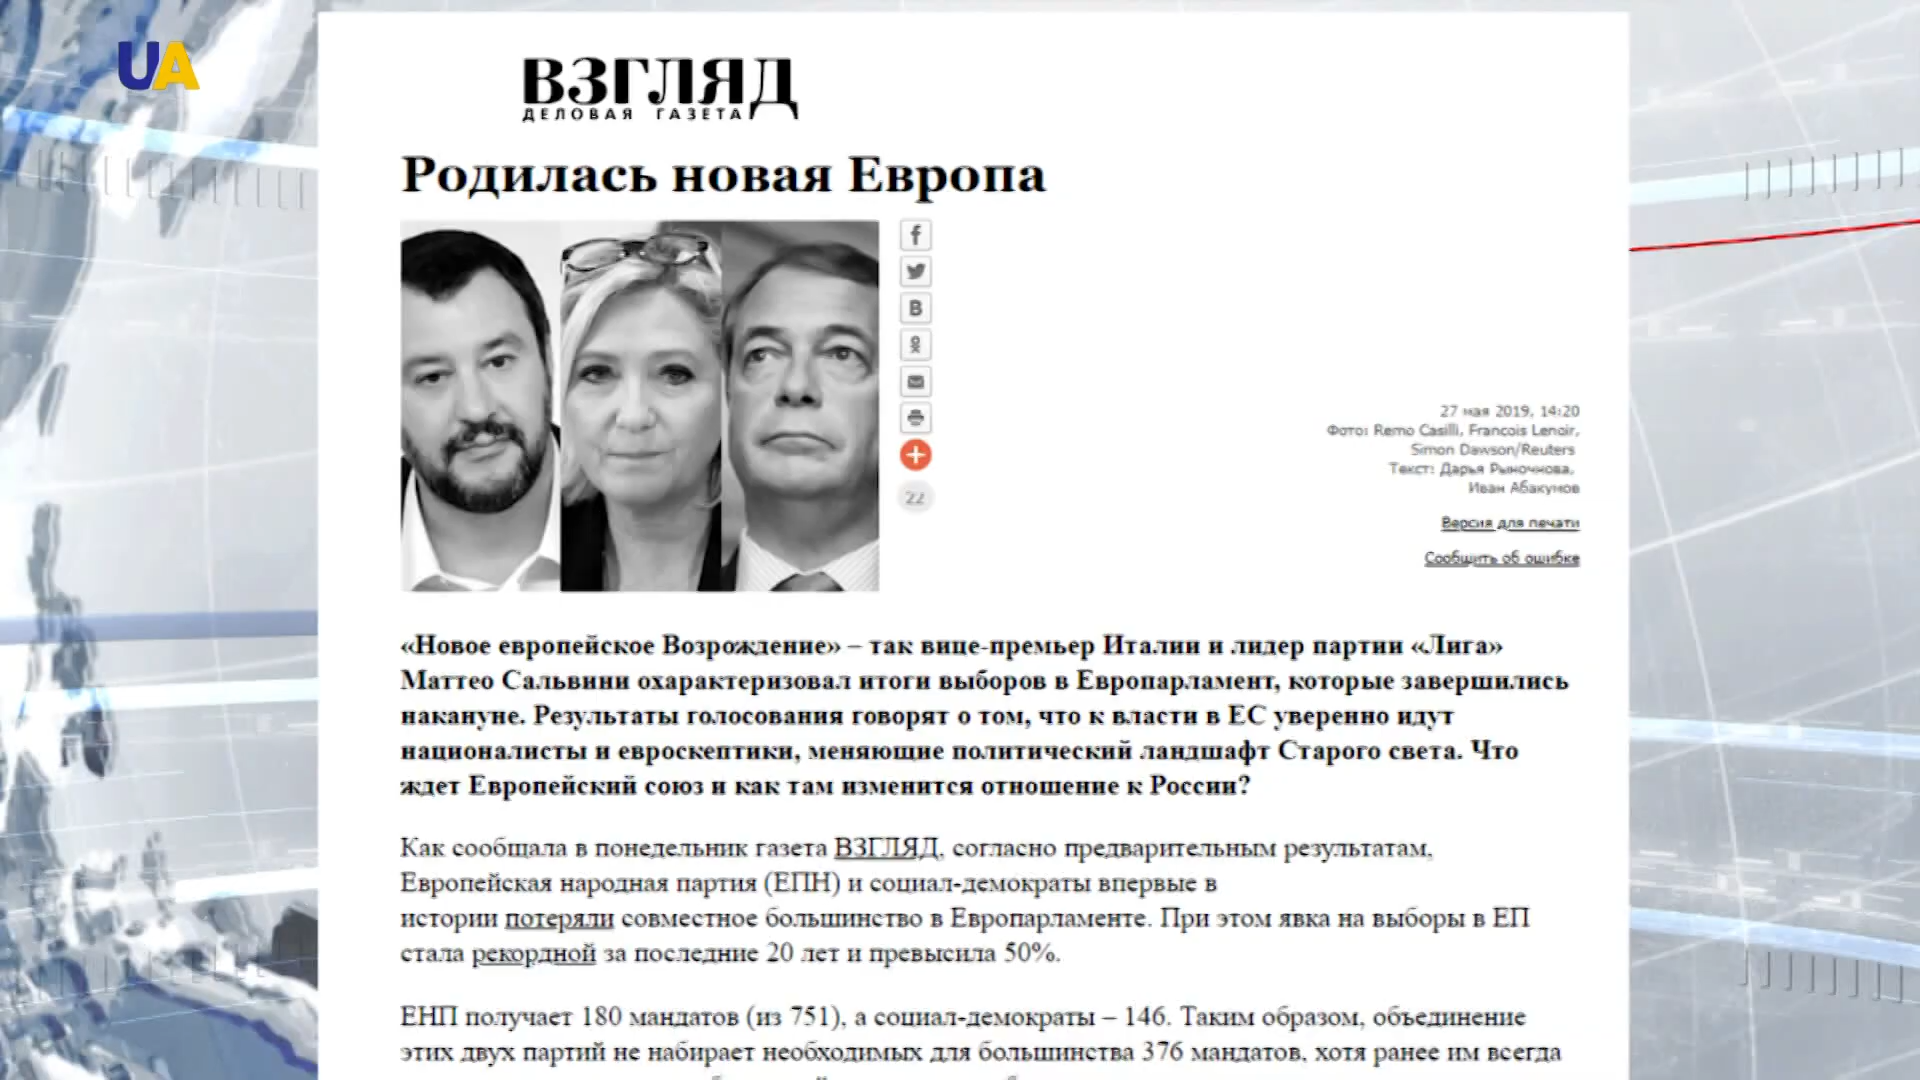 UA
ВЗГЛЯД
ДЕЛОВАЯ ГАЗЕТА
Родилась новая Европа
22
27 мая 2019, 14:20
Фото: Remo Casilli, Francois Lenoir,
Simon Dawson/Reuters
Текст: Дарья Рыночнова,
Иван Абакумов
Версия для печати
Сообщить об ошибке
«Новое европейское Возрождение» – так вице-премьер Италии и лидер партии «Лига»
Маттео Сальвини охарактеризовал итоги выборов в Европарламент, которые завершились
накануне. Результаты голосования говорят о том, что к власти в ЕС уверенно идут
националисты и евроскептики, меняющие политический ландшафт Старого света. Что
ждет Европейский союз и как там изменится отношение к России?
Как сообщала в понедельник газета ВЗГЛЯД, согласно предварительным результатам,
Европейская народная партия (ЕПН) и социал-демократы впервые в
истории потеряли совместное большинство в Европарламенте. При этом явка на выборы в ЕП
стала рекордной за последние 20 лет и превысила 50%.
ЕНП получает 180 мандатов (из 751), а социал-демократы – 146. Таким образом, объединение
этих двух партий не набирает необходимых для большинства 376 мандатов, хотя ранее им всегда